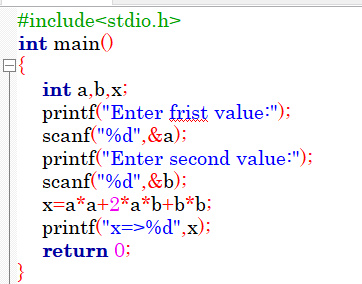 #include<stdio.h>
int main()
{
int a,b,x;
printf("Enter frist value:");
scanf("%d",&a);
printf("Enter second value:");
scanf("%d",&b);
x=a*a+2*a*b+b*b;
printf("x=>%d",x);
return 0;
}